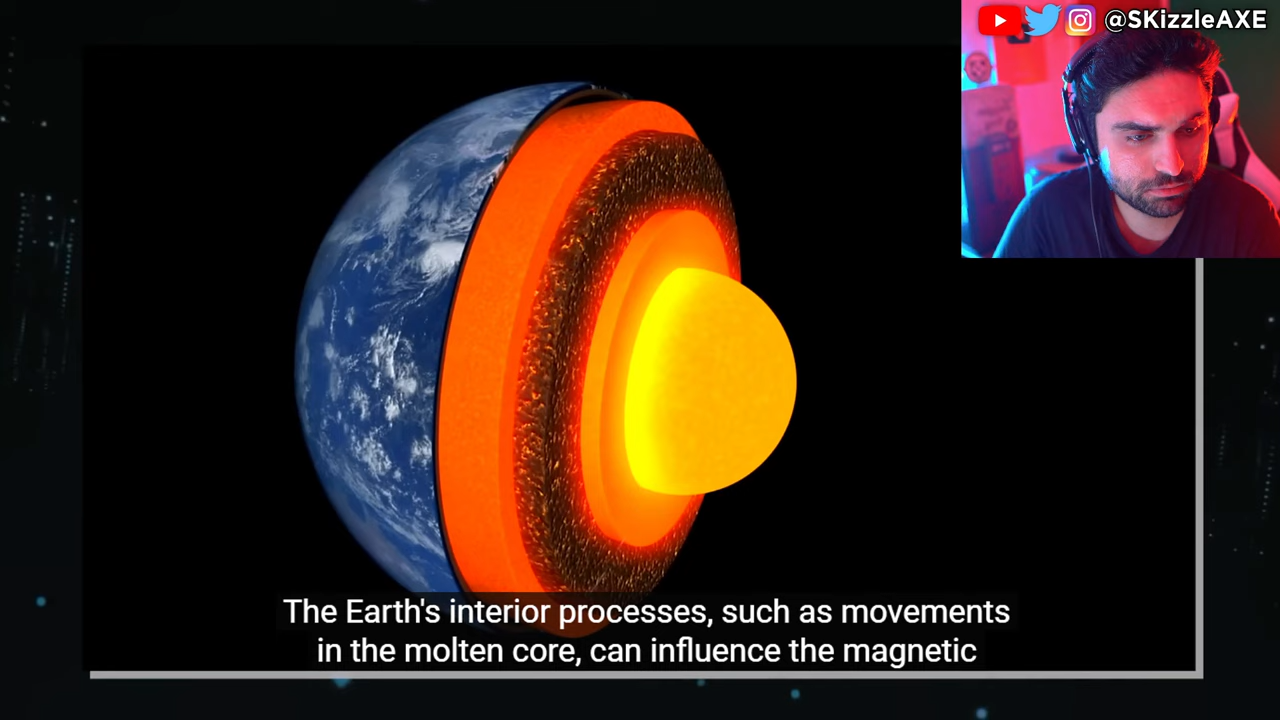 @SKizzleAXE
The Earth's interior processes, such as movements
in the molten core, can influence the magnetic